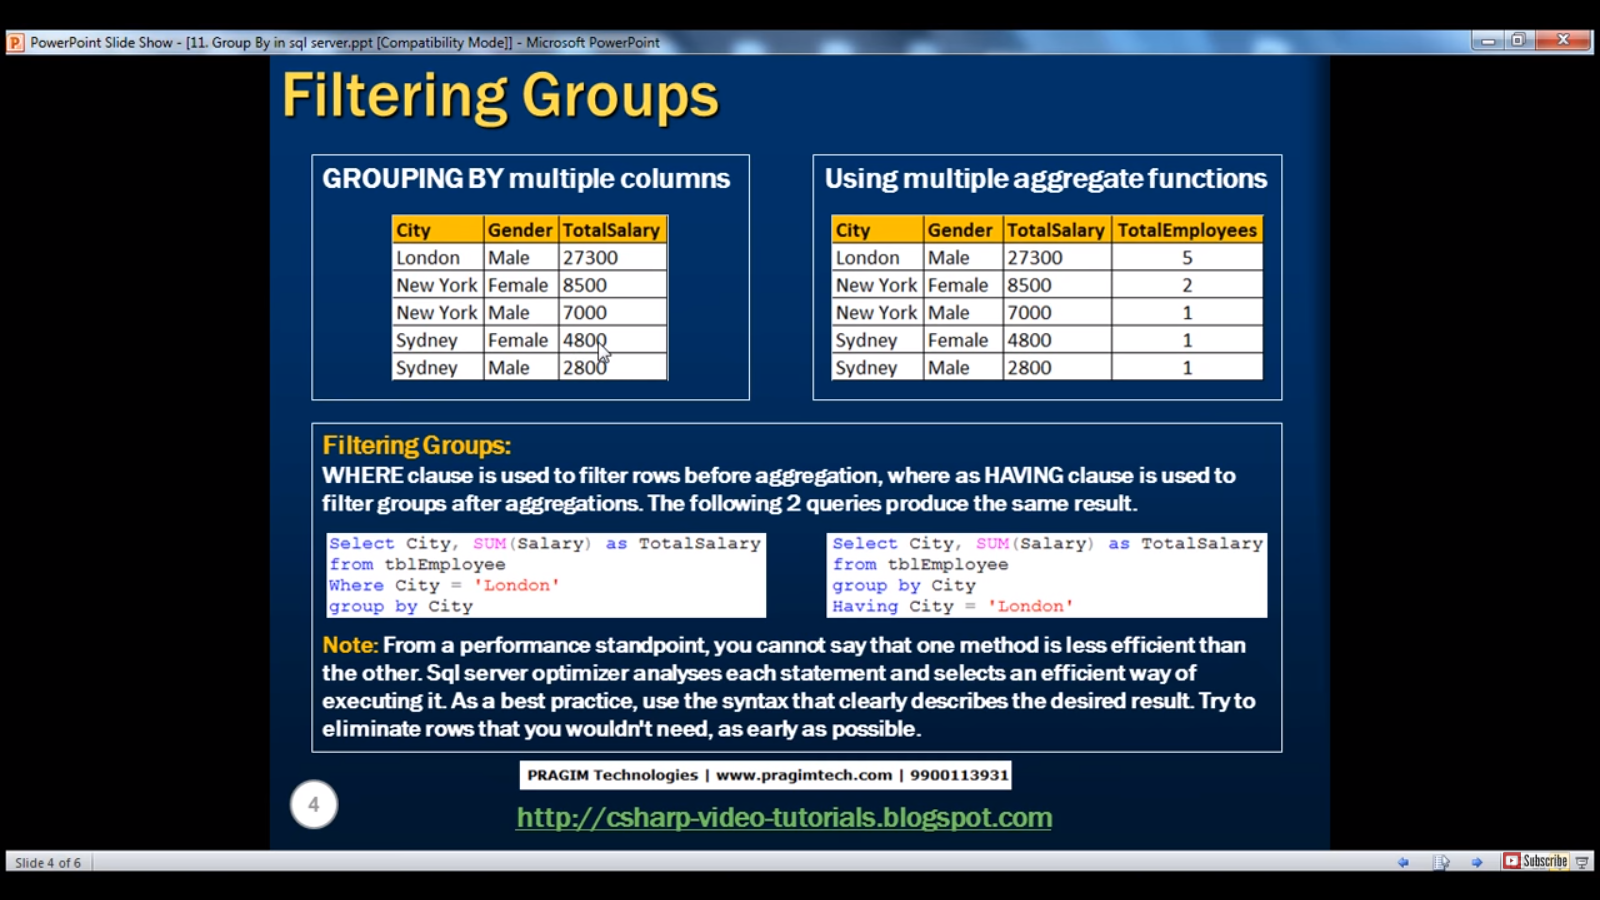 PowerPoint Slide Show - [11. Group By in sql server.ppt [Compatibility Mode]] - Microsoft PowerPoint
Filtering Groups
GROUPING BY multiple columns
City Gender TotalSalary
London Male 27300
New York Female 8500
New York Male 7000
Sydney Female 4800
Sydney Male 2800
Using multiple aggregate functions
City Gender TotalSalary TotalEmployees
London Male 27300 5
New York Female 8500 2
New York Male 7000 1
Sydney Female 4800 1
Sydney Male 2800 1
Filtering Groups:
WHERE clause is used to filter rows before aggregation, where as HAVING clause is used to
filter groups after aggregations. The following 2 queries produce the same result.
Select City, SUM(Salary) as TotalSalary
from tblEmployee
Where City = 'London'
group by City
Select City, SUM(Salary) as TotalSalary
from tblEmployee
group by City
Having City = 'London'
Note: From a performance standpoint, you cannot say that one method is less efficient than
the other. Sql server optimizer analyses each statement and selects an efficient way of
executing it. As a best practice, use the syntax that clearly describes the desired result. Try to
eliminate rows that you wouldn't need, as early as possible.
PRAGIM Technologies | www.pragimtech.com | 9900113931
4
http://csharp-video-tutorials.blogspot.com
Slide 4 of 6
Subscribe